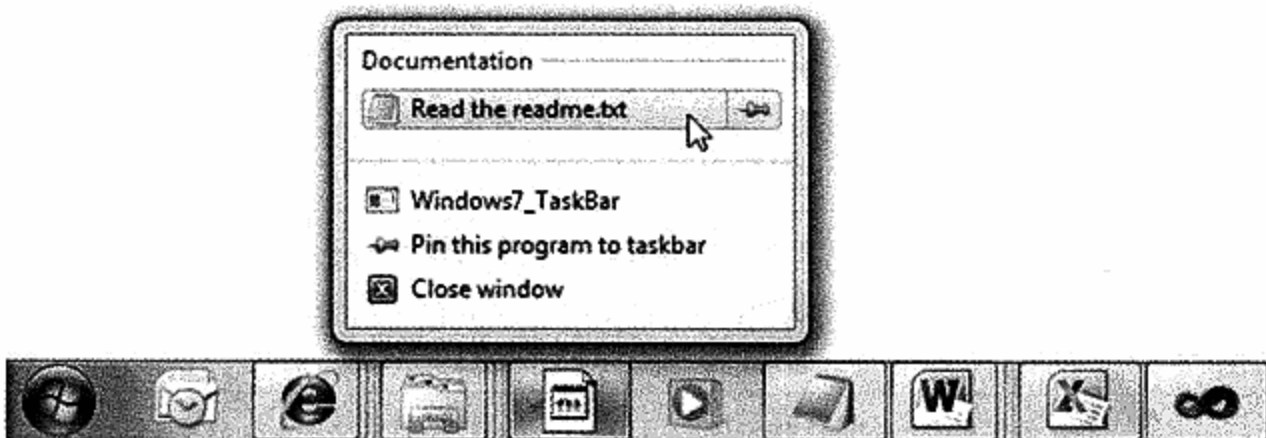 Documentation
Read the readme.txt
Windows7_TaskBar
Pin this program to taskbar
Close window
W
X